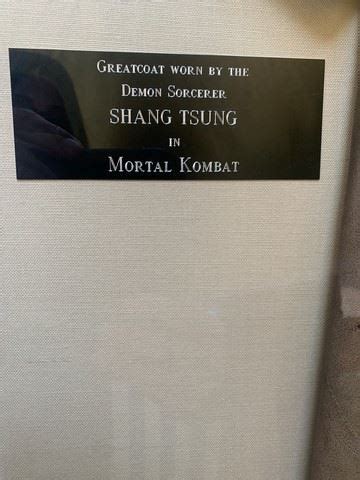 GREATCOAT WORN BY THE
DEMON SORCERER
SHANG TSUNG
IN
MORTAL KOMBAT